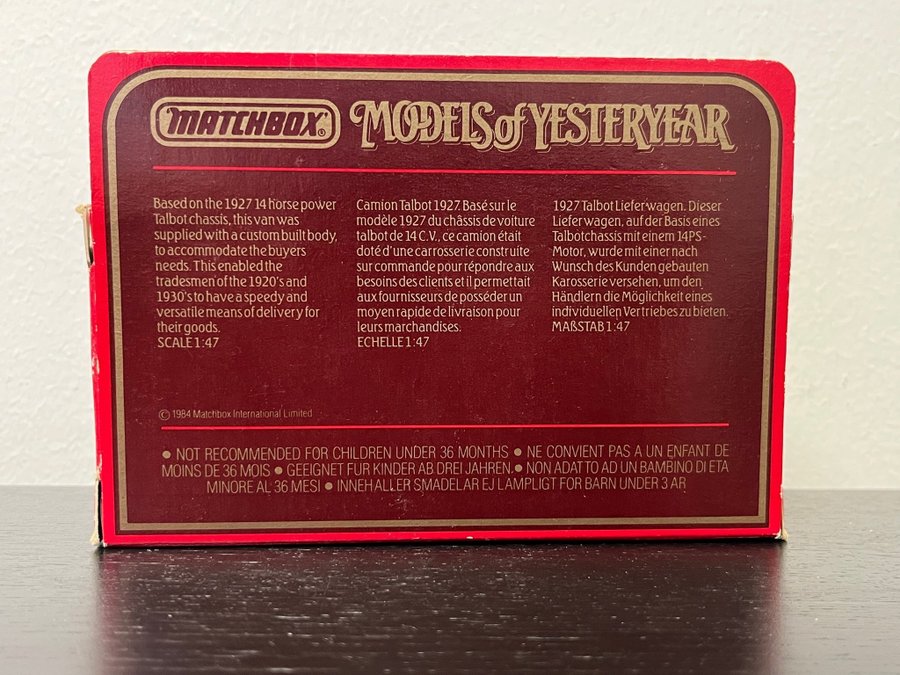 MATCHBOX®
MODELS of YESTERYEAR
Based on the 1927 14 horse power
Talbot chassis, this van was
supplied with a custom built body,
to accommodate the buyers
needs. This enabled the
tradesmen of the 1920's and
1930's to have a speedy and
versatile means of delivery for
their goods.
SCALE 1:47
Camion Talbot 1927. Basé sur le
modèle 1927 du châssis de voiture
talbot de 14 C.V., ce camion était
doté d'une carrosserie construite
sur commande pour répondre aux
besoins des clients et il permettait
aux fournisseurs de posséder un
moyen rapide de livraison pour
leurs marchandises.
ECHELLE 1:47
1927 Talbot Lieferwagen. Dieser
Lieferwagen, auf der Basis eines
Talbotchassis mit einem 14PS-
Motor, wurde mit einer nach
Wunsch des Kunden gebauten
Karosserie versehen, um den
Händlern die Möglichkeit eines
individuellen Vertriebes zu bieten.
MAßSTAB 1:47
© 1984 Matchbox International Limited
● NOT RECOMMENDED FOR CHILDREN UNDER 36 MONTHS ● NE CONVIENT PAS A UN ENFANT DE
MOINS DE 36 MOIS ● GEEIGNET FUR KINDER AB DREI JAHREN. ● NON ADATTO AD UN BAMBINO DI ETA
MINORE AL 36 MESI ● INNEHALLER SMADELAR EJ LAMPLIGT FOR BARN UNDER 3 AR